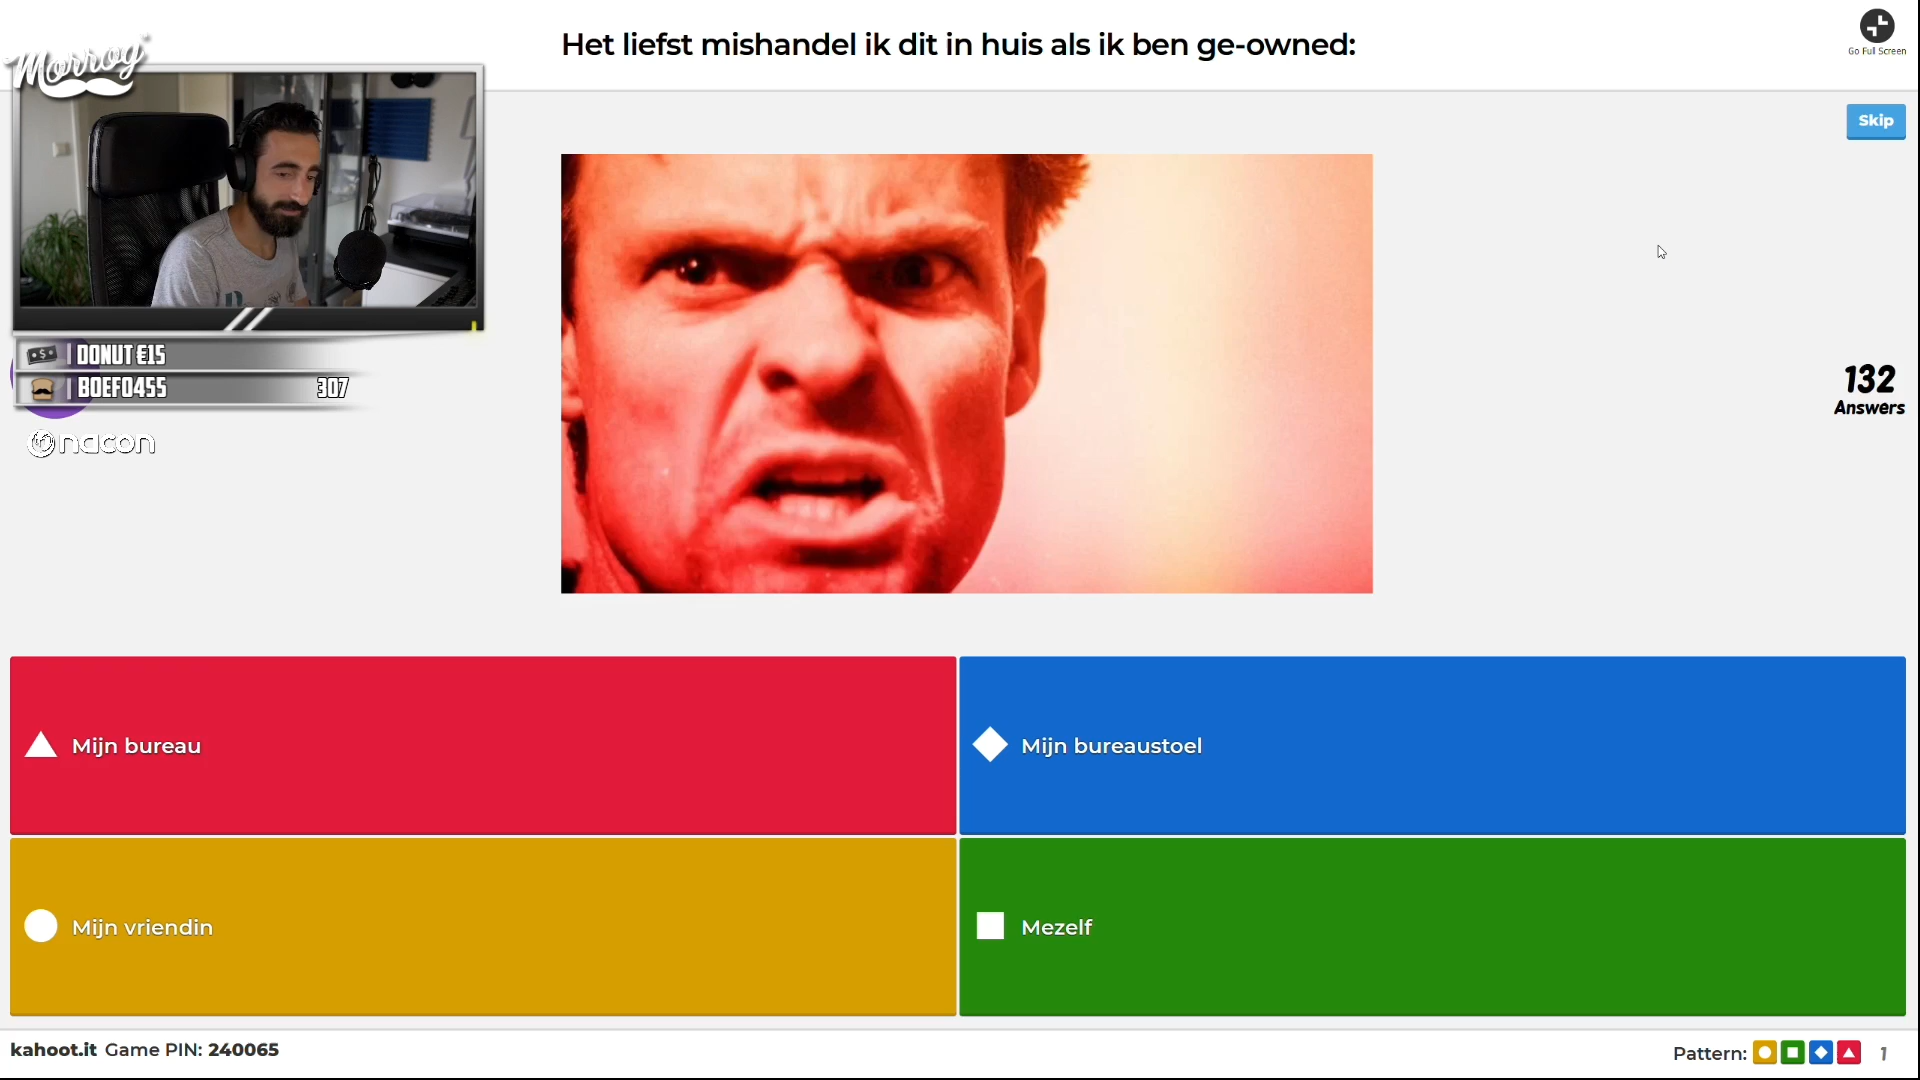 Het liefst mishandel ik dit in huis als ik ben ge-owned:
Go Full Screen
Morrog
Skip
DONUT €15
BOEF0455 307
nacon
132
Answers
Mijn bureau
Mijn bureaustoel
Mijn vriendin
Mezelf
kahoot.it Game PIN: 240065
Pattern: 1